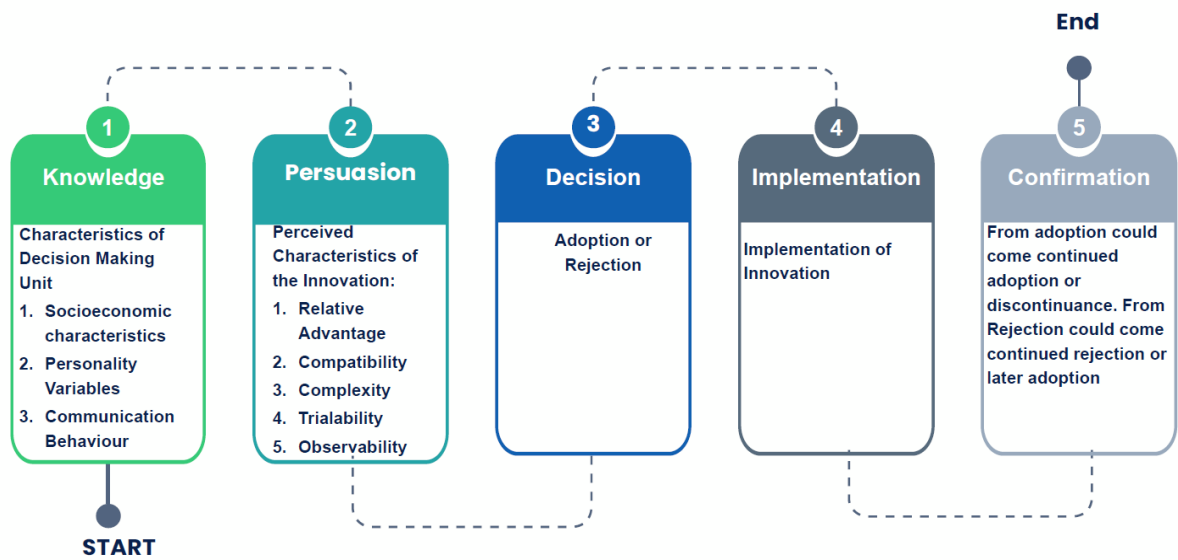 End
1
2
3
4
5
Knowledge
Persuasion
Decision
Implementation
Confirmation
Characteristics of
Decision Making
Unit
1. Socioeconomic
characteristics
2. Personality
Variables
3. Communication
Behaviour
Perceived
Characteristics of
the Innovation:
1. Relative
Advantage
2. Compatibility
3. Complexity
4. Trialability
5. Observability
Adoption or
Rejection
Implementation of
Innovation
From adoption could
come continued
adoption or
discontinuance. From
Rejection could come
continued rejection or
later adoption
START